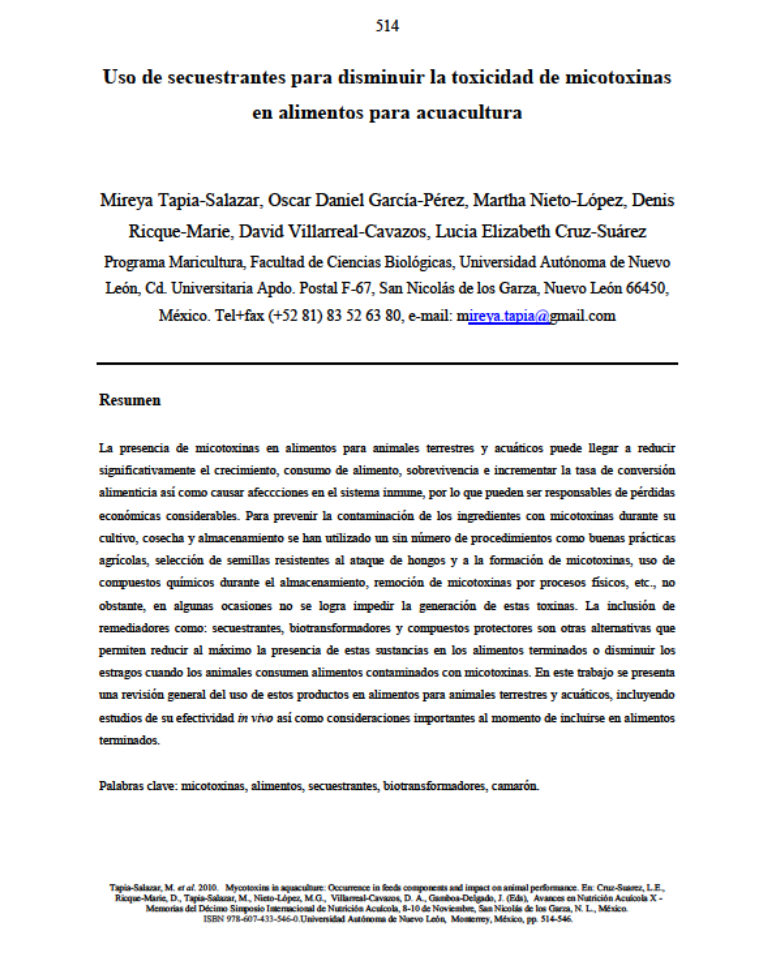 514
Uso de secuestrantes para disminuir la toxicidad de micotoxinas
en alimentos para acuacultura
Mireya Tapia-Salazar, Oscar Daniel García-Pérez, Martha Nieto-López, Denis
Ricque-Marie, David Villarreal-Cavazos, Lucia Elizabeth Cruz-Suárez
Programa Maricultura, Facultad de Ciencias Biológicas, Universidad Autónoma de Nuevo
León, Cd. Universitaria Apdo. Postal F-67, San Nicolás de los Garza, Nuevo León 66450,
México. Tel+fax (+52 81) 83 52 63 80, e-mail: mireya.tapia@gmail.com
Resumen
La presencia de micotoxinas en alimentos para animales terrestres y acuáticos puede llegar a reducir
significativamente el crecimiento, consumo de alimento, sobrevivencia e incrementar la tasa de conversión
alimenticia así como causar afeccciones en el sistema inmune, por lo que pueden ser responsables de pérdidas
económicas considerables. Para prevenir la contaminación de los ingredientes con micotoxinas durante su
cultivo, cosecha y almacenamiento se han utilizado un sin número de procedimientos como buenas prácticas
agrícolas, selección de semillas resistentes al ataque de hongos y a la formación de micotoxinas, uso de
compuestos químicos durante el almacenamiento, remoción de micotoxinas por procesos físicos, etc., no
obstante, en algunas ocasiones no se logra impedir la generación de estas toxinas. La inclusión de
remediadores como: secuestrantes, biotransformadores y compuestos protectores son otras alternativas que
permiten reducir al máximo la presencia de estas sustancias en los alimentos terminados o disminuir los
estragos cuando los animales consumen alimentos contaminados con micotoxinas. En este trabajo se presenta
una revisión general del uso de estos productos en alimentos para animales terrestres y acuáticos, incluyendo
estudios de su efectividad in vivo así como consideraciones importantes al momento de incluirse en alimentos
terminados.
Palabras clave: micotoxinas, alimentos, secuestrantes, biotransformadores, camarón.
Tapia-Salazar, M. et al. 2010. Mycotoxins in aquaculture: Occurrence in feeds components and impact on animal performance. En: Cruz-Suarez, L.E.,
Ricque-Marie, D., Tapia-Salazar, M., Nieto-López, M.G., Villarreal-Cavazos, D. A., Gamboa-Delgado, J. (Eds), Avances en Nutrición Acuícola X -
Memorias del Décimo Simposio Internacional de Nutrición Acuícola, 8-10 de Noviembre, San Nicolás de los Garza, N. L., México.
ISBN 978-607-433-546-0.Universidad Autónoma de Nuevo León, Monterrey, México, pp. 514-546.